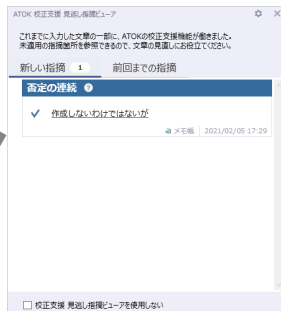 ATOK 校正支援 見逃し指摘ビューア
これまでに入力した文章の一部に、ATOKの校正支援機能が働きました。
未適用の指摘箇所を参照できるので、文章の見直しにお役立てください。
新しい指摘 1 前回までの指摘
否定の連続 ?
作成しないわけではないが
メモ帳 2021/02/05 17:29
校正支援 見逃し指摘ビューアを使用しない